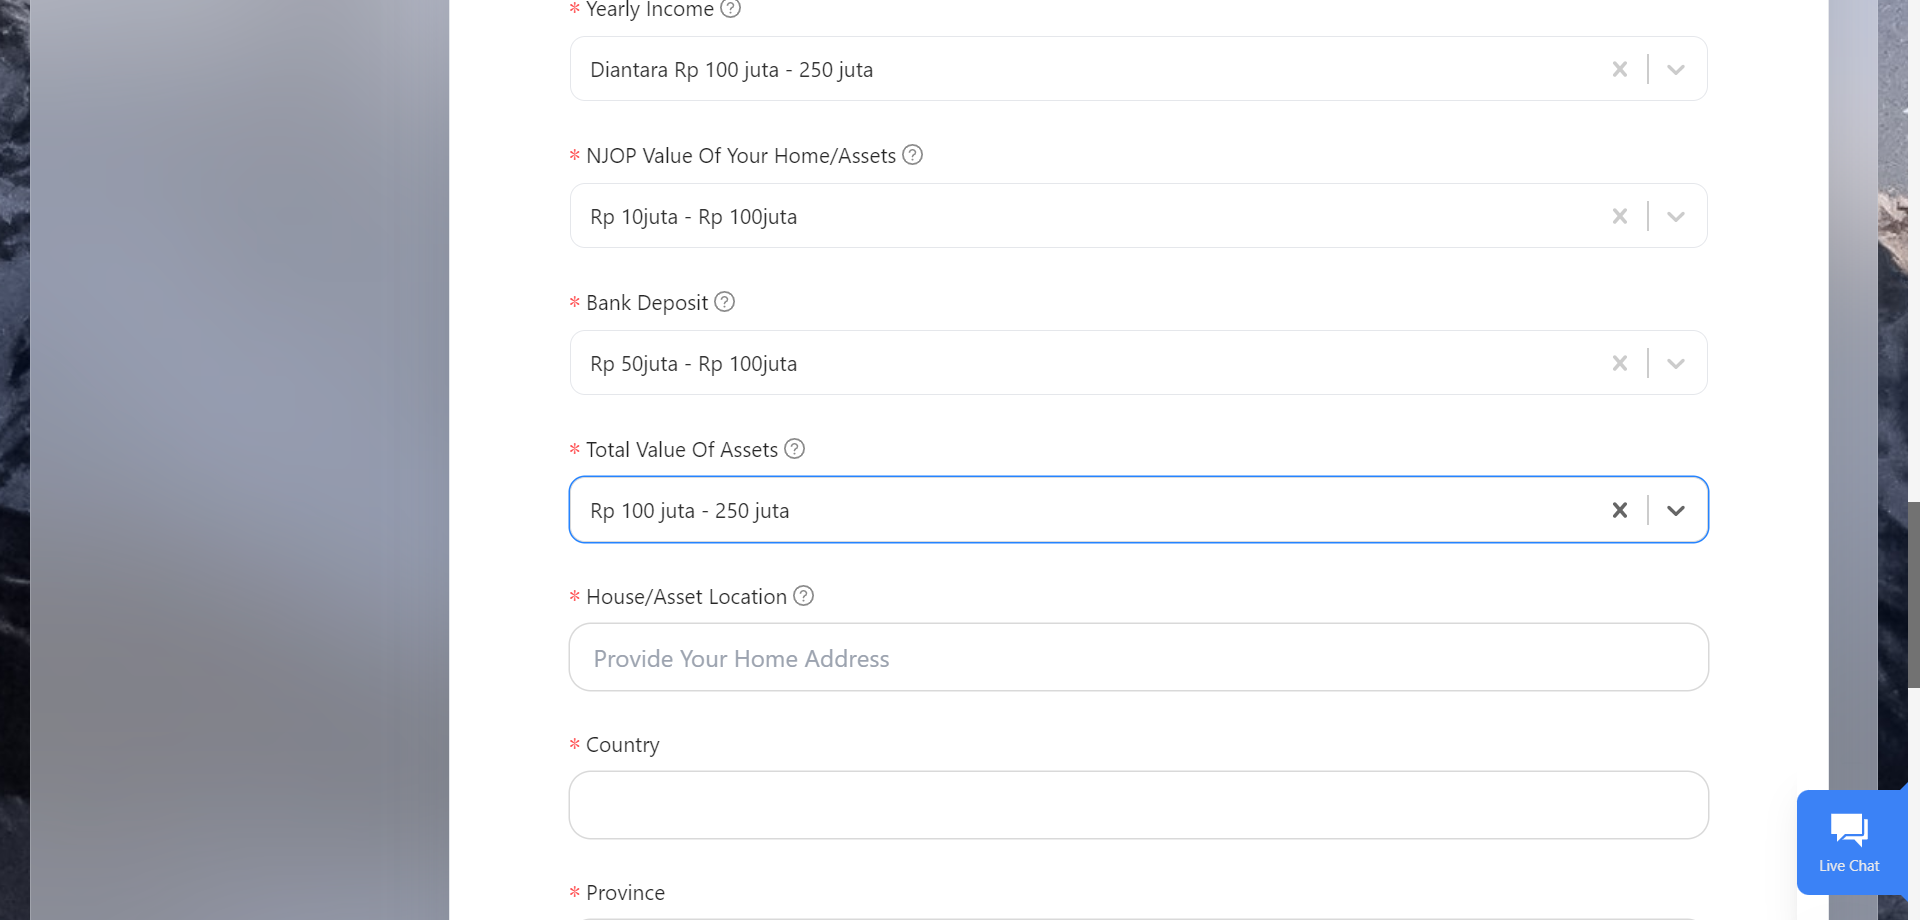 * Yearly Income ?
Diantara Rp 100 juta - 250 juta
* NJOP Value Of Your Home/Assets ?
Rp 10juta - Rp 100juta
* Bank Deposit ?
Rp 50juta - Rp 100juta
* Total Value Of Assets ?
Rp 100 juta - 250 juta
* House/Asset Location ?
Provide Your Home Address
* Country
* Province
Live Chat